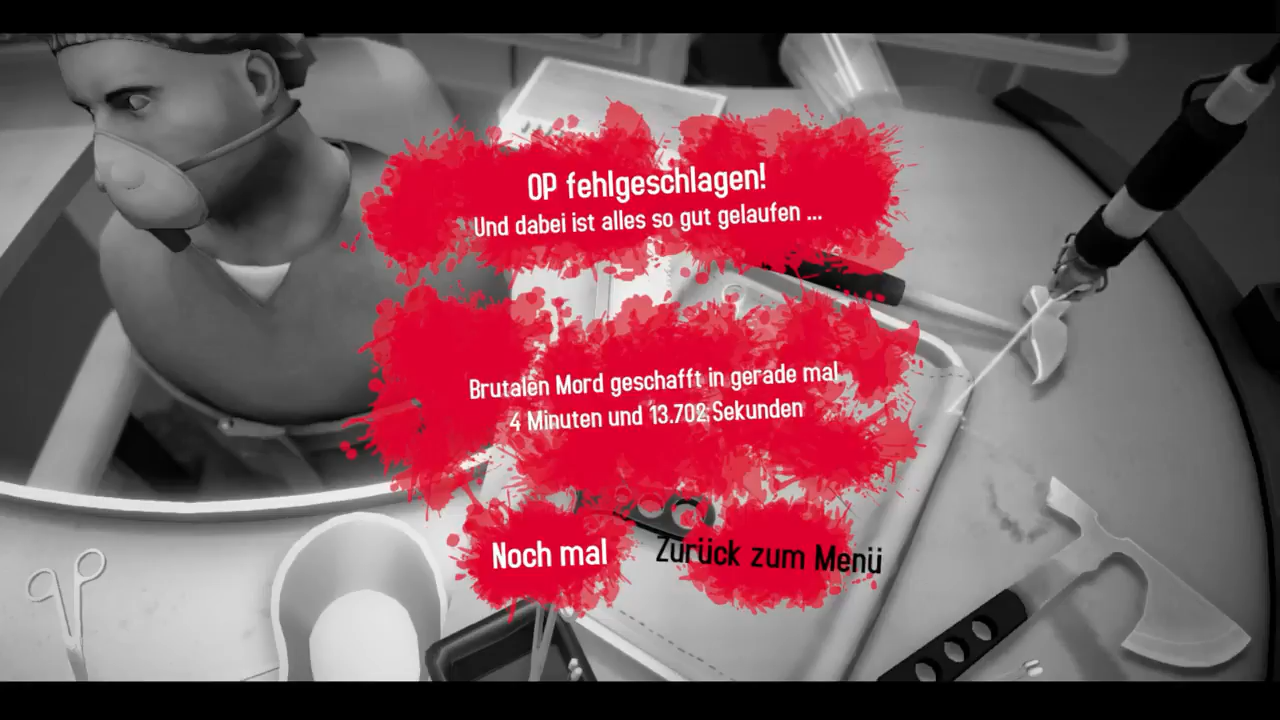 OP fehlgeschlagen!
Und dabei ist alles so gut gelaufen ...
Brutalen Mord geschafft in gerade mal
4 Minuten und 13.702 Sekunden
Noch mal
Zurück zum Menü